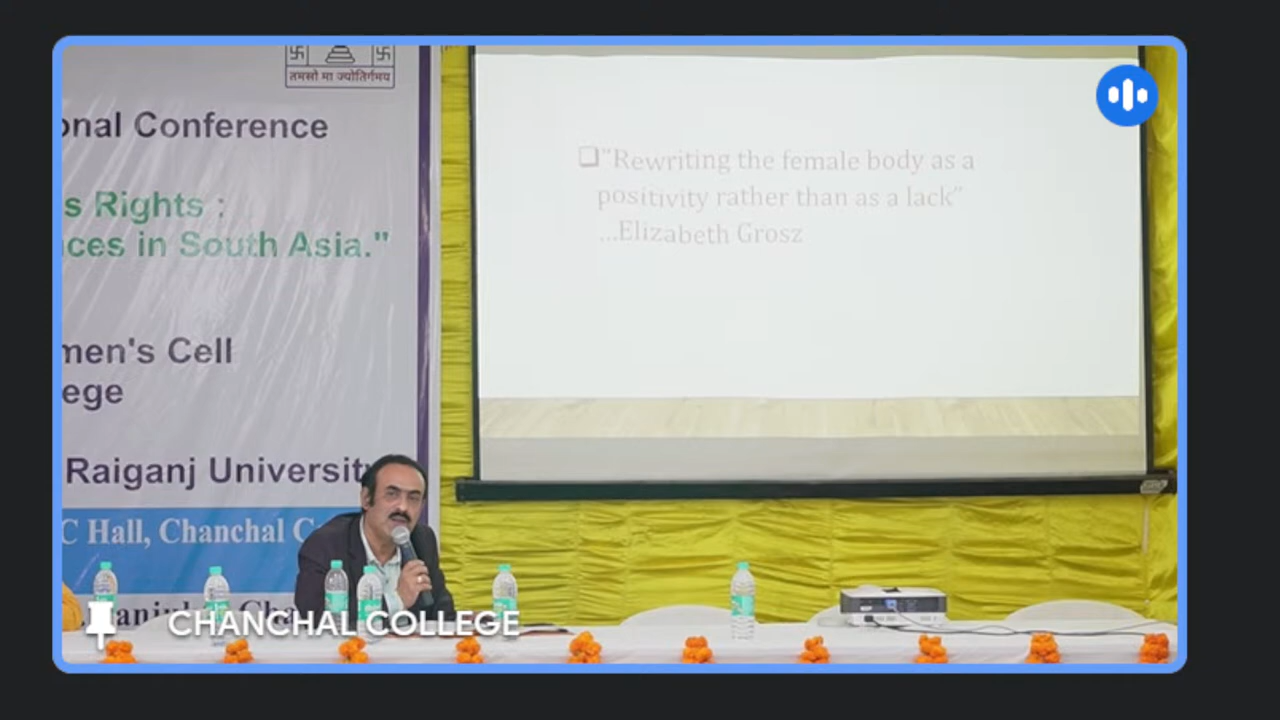 तमसो मा ज्योतिर्गमय
onal Conference
s Rights :
ces in South Asia."
men's Cell
ege
Raiganj University
C Hall, Chanchal C
"Rewriting the female body as a
positivity rather than as a lack"
...Elizabeth Grosz
CHANCHAL COLLEGE